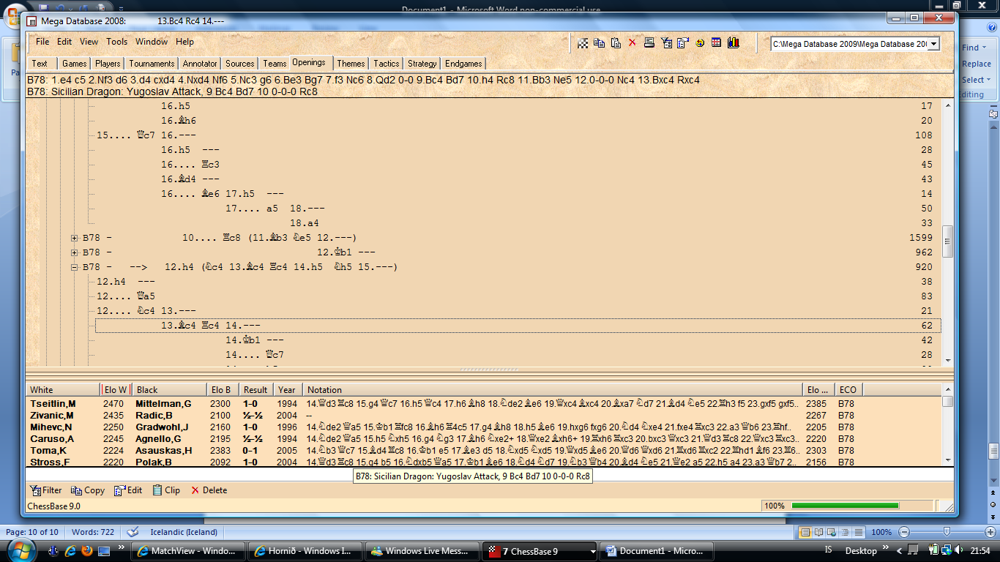 Document1 - Microsoft Word non-commercial use
Mega Database 2008: 13.Bc4 Rc4 14.---
File Edit View Tools Window Help
C:\Mega Database 2009\Mega Database 200
Text Games Players Tournaments Annotator Sources Teams Openings Themes Tactics Strategy Endgames
B78: 1.e4 c5 2.Nf3 d6 3.d4 cxd4 4.Nxd4 Nf6 5.Nc3 g6 6.Be3 Bg7 7.f3 Nc6 8.Qd2 0-0 9.Bc4 Bd7 10.h4 Rc8 11.Bb3 Ne5 12.0-0-0 Nc4 13.Bxc4 Rxc4
B78: Sicilian Dragon: Yugoslav Attack, 9 Bc4 Bd7 10 0-0-0 Rc8
16.h5 17
16.♗h6 20
15.... ♕c7 16.--- 108
16.h5 --- 28
16.... ♖c3 45
16.♗d4 --- 43
16.... ♗e6 17.h5 --- 14
17.... a5 18.--- 50
18.a4 33
B78 - 10.... ♖c8 (11.♗b3 ♘e5 12.---) 1599
B78 - 12.♔b1 --- 962
B78 - --> 12.h4 (♘c4 13.♗c4 ♖c4 14.h5 ♘h5 15.---) 920
12.h4 --- 38
12.... ♕a5 83
12.... ♘c4 13.--- 21
13.♗c4 ♖c4 14.--- 62
14.♔b1 --- 42
14.... ♕c7 28
White Elo W Black Elo B Result Year Notation Elo ... ECO
Tseitlin,M 2470 Mittelman,G 2300 1-0 1994 14.♕d3 ♖c8 15.g4 ♕c7 16.h5 ♕c4 17.h6 ♗h8 18.♘de2 ♗e6 19.♕xc4 ♗xc4 20.♗xa7 ♘d7 21.♗d4 ♘e5 22.♖h3 f5 23.gxf5 gxf5.. 2385 B78
Zivanic,M 2435 Radic,B 2100 ½-½ 2004 -- 2267 B78
Mihevc,N 2250 Gradwohl,J 2160 1-0 1996 14.♘de2 ♕a5 15.♔b1 ♖fc8 16.♗h6 ♖4c5 17.g4 ♗h8 18.h5 ♗e6 19.hxg6 fxg6 20.♘d4 ♘xe4 21.fxe4 ♖xc3 22.a3 ♕b6 23.♖hf.. 2205 B78
Caruso,A 2245 Agnello,G 2195 ½-½ 1994 14.♘de2 ♕a5 15.h5 ♘xh5 16.g4 ♘g3 17.♗h6 ♘xe2+ 18.♕xe2 ♗xh6+ 19.♖xh6 ♖xc3 20.bxc3 ♕xc3 21.♕d3 ♖c8 22.♕xc3 ♖xc3.. 2220 B78
Toma,K 2224 Asauskas,H 2383 0-1 2005 14.♘b3 ♕c7 15.♗d4 ♖c8 16.♔b1 e5 17.♗e3 d5 18.♘xd5 ♘xd5 19.♕xd5 ♗e6 20.♕d6 ♕xd6 21.♖xd6 ♖xc2 22.♖hd1 ♗f6 23.♖6.. 2303 B78
Stross,F 2220 Polak,B 2092 1-0 2004 14.♕d3 ♖c8 15.g4 b5 16.♘dxb5 ♕a5 17.♔b1 ♗e6 18.♘d4 ♘d7 19.♘b3 ♕b4 20.♗d4 ♘e5 21.♕e2 a5 22.h5 a4 23.a3 ♕b7 2.. 2156 B78
B78: Sicilian Dragon: Yugoslav Attack, 9 Bc4 Bd7 10 0-0-0 Rc8
Filter Copy Edit Clip Delete
ChessBase 9.0 100%
Find
Replace
Select
Editing
Page: 10 of 10 Words: 722 Icelandic (Iceland) 100%
MatchView - Windo... Hornið - Windows I... Windows Live Mess... 7 ChessBase 9 Document1 - Micro... IS Desktop 21:54